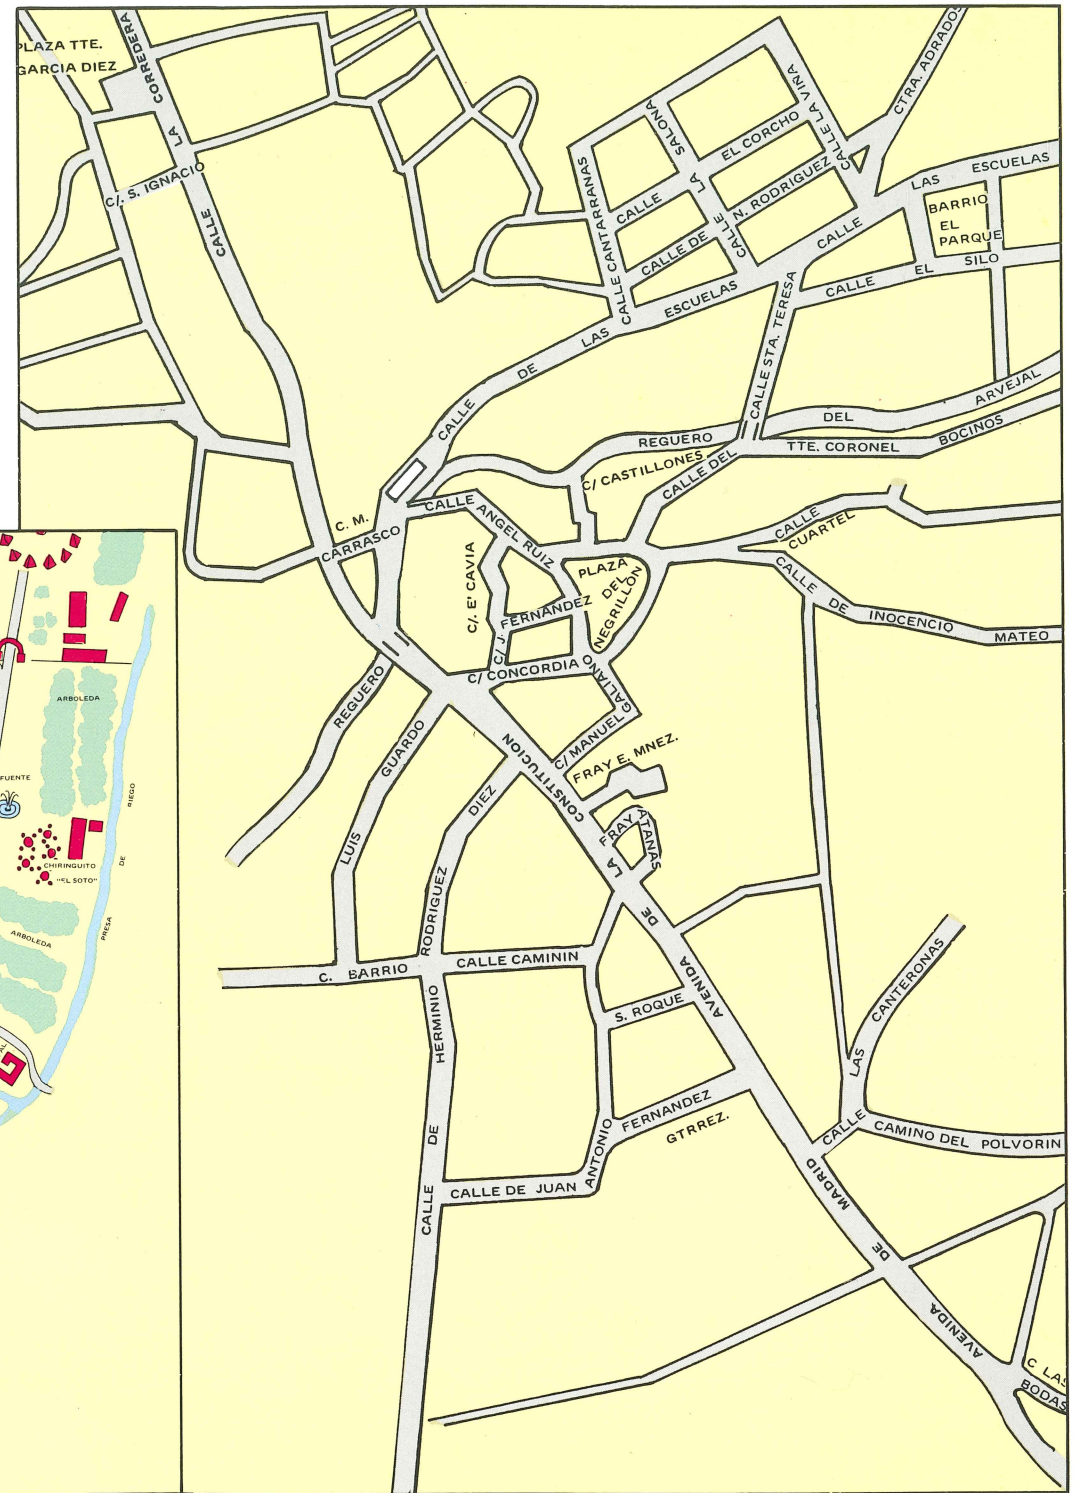 PLAZA TTE.
GARCIA DIEZ
CALLE LA CORREDERA
C/. S. IGNACIO
CALLE CANTARRANAS
CALLE LA SALONA
CALLE EL CORCHO
CALLE LA VIÑA
CALLE DE N. RODRIGUEZ
CTRA. ADRADOS
CALLE DE LAS ESCUELAS
CALLE LAS ESCUELAS
BARRIO
EL
PARQUE
CALLE EL SILO
CALLE STA. TERESA
REGUERO DEL ARVEJAL
TTE. CORONEL BOCINOS
C/ CASTILLONES
CALLE DEL
C. M.
CARRASCO
CALLE ANGEL RUIZ
C/. E' CAVIA
C/ J. FERNANDEZ
PLAZA
DEL
NEGRILLON
CALLE
CUARTEL
CALLE DE INOCENCIO MATEO
C/ CONCORDIA
C/ MANUEL GALIANO
REGUERO
LUIS GUARDO
FRAY E. MNEZ.
FRAY ATANAS
AVENIDA DE LA CONSTITUCION
CALLE DE HERMINIO RODRIGUEZ DIEZ
C. BARRIO
CALLE CAMININ
S. ROQUE
CALLE DE JUAN ANTONIO FERNANDEZ
GTRREZ.
CALLE LAS CANTERONAS
CAMINO DEL POLVORIN
AVENIDA DE MADRID
C LAS
BODAS
ARBOLEDA
FUENTE
CHIRINGUITO
"EL SOTO"
ARBOLEDA
PRESA DE RIEGO